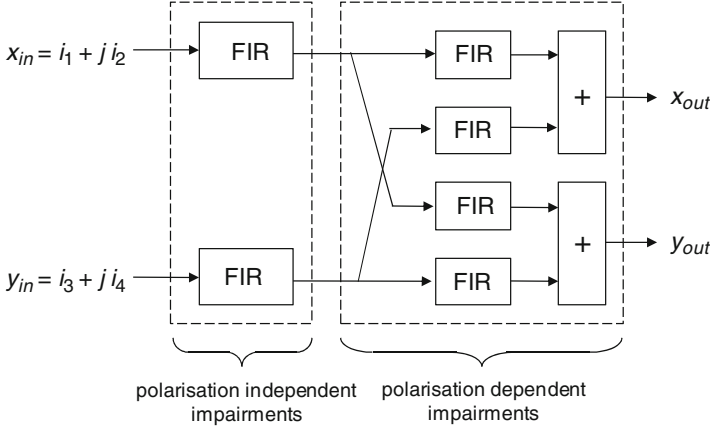 x_in = i_1 + j i_2
FIR
FIR
FIR
+
x_out
FIR
+
y_out
y_in = i_3 + j i_4
FIR
FIR
polarisation independent
impairments
polarisation dependent
impairments